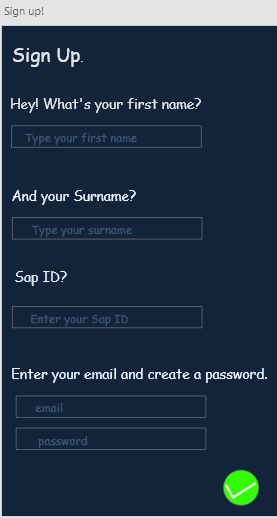 Sign up!
Sign Up.
Hey! What's your first name?
Type your first name
And your Surname?
Type your surname
Sap ID?
Enter your Sap ID
Enter your email and create a password.
email
password